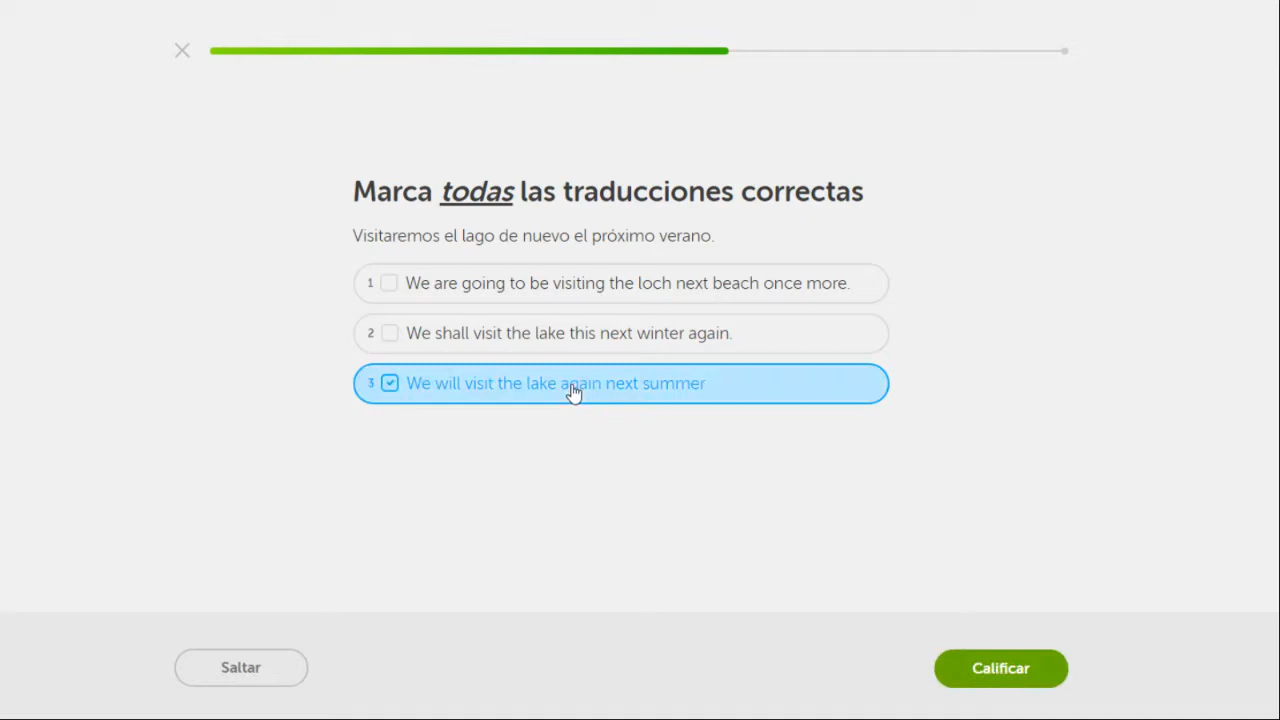 Marca todas las traducciones correctas
Visitaremos el lago de nuevo el próximo verano.
1 We are going to be visiting the loch next beach once more.
2 We shall visit the lake this next winter again.
3 We will visit the lake again next summer
Saltar
Calificar